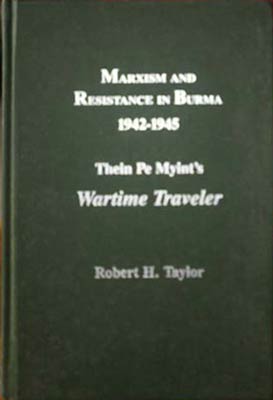 MARXISM AND
RESISTANCE IN BURMA
1942-1945
Thein Pe Myint's
Wartime Traveler
Robert H. Taylor